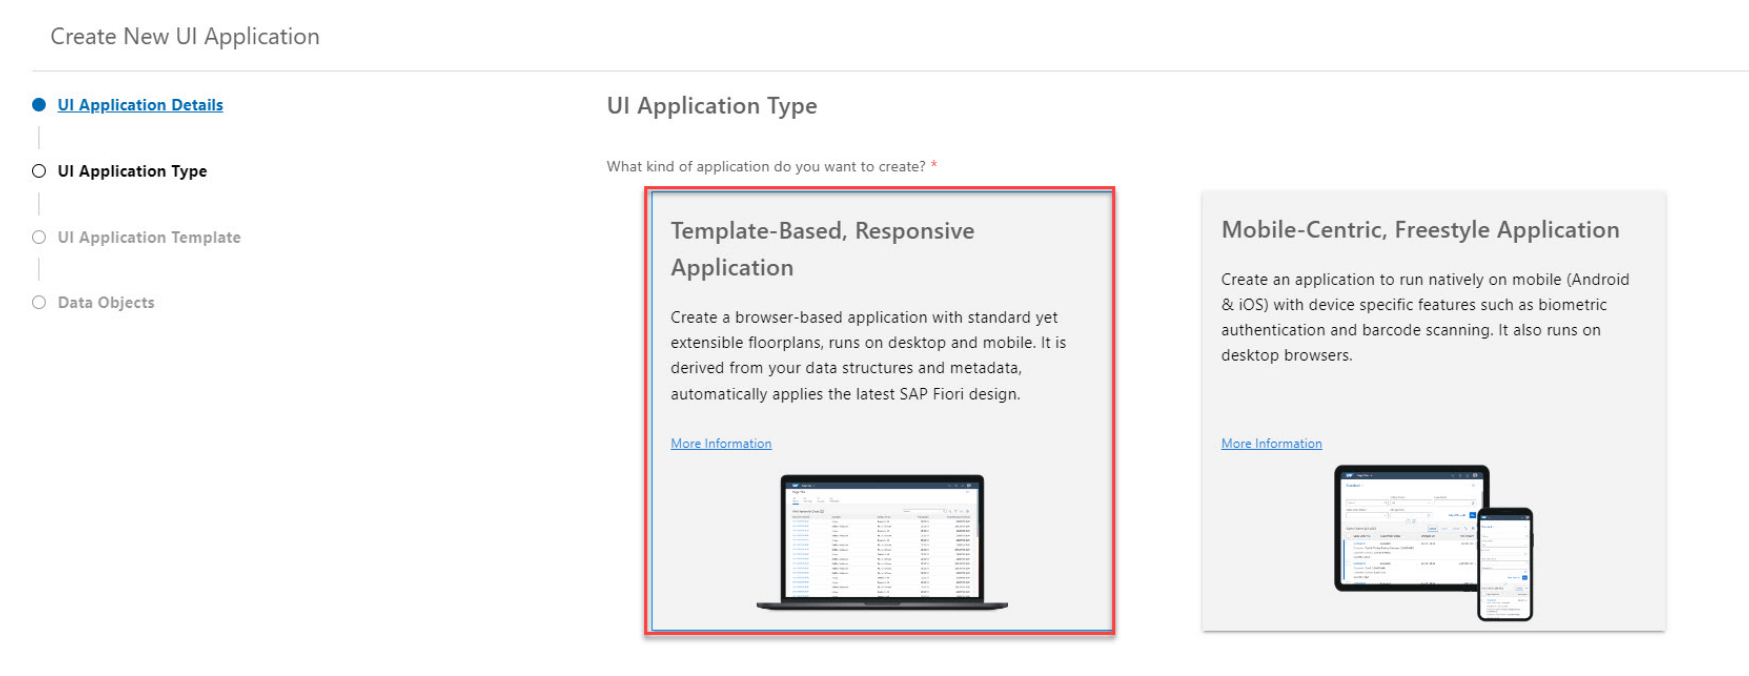 Create New UI Application
UI Application Details
UI Application Type
UI Application Template
Data Objects
UI Application Type
What kind of application do you want to create? *
Template-Based, Responsive
Application
Create a browser-based application with standard yet
extensible floorplans, runs on desktop and mobile. It is
derived from your data structures and metadata,
automatically applies the latest SAP Fiori design.
More Information
Mobile-Centric, Freestyle Application
Create an application to run natively on mobile (Android
& iOS) with device specific features such as biometric
authentication and barcode scanning. It also runs on
desktop browsers.
More Information